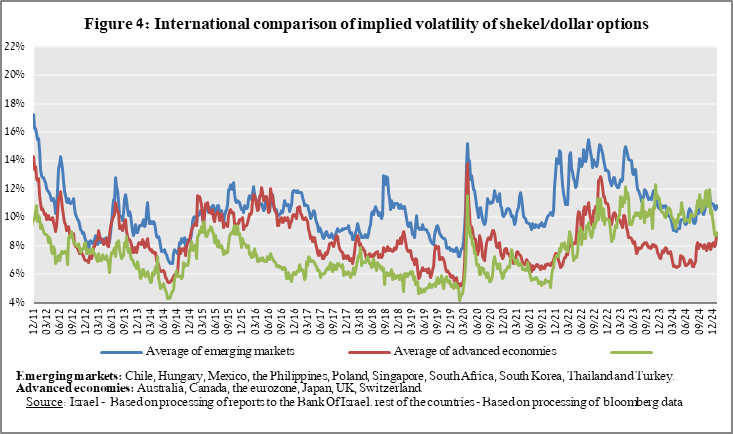 Figure 4: International comparison of implied volatility of shekel/dollar options
22%
20%
18%
16%
14%
12%
10%
8%
6%
4%
12/11 03/12 06/12 09/12 12/12 03/13 06/13 09/13 12/13 03/14 06/14 09/14 12/14 03/15 06/15 09/15 12/15 03/16 06/16 09/16 12/16 03/17 06/17 09/17 12/17 03/18 06/18 09/18 12/18 03/19 06/19 09/19 12/19 03/20 06/20 09/20 12/20 03/21 06/21 09/21 12/21 03/22 06/22 09/22 12/22 03/23 06/23 09/23 12/23 03/24 06/24 09/24 12/24
Average of emerging markets Average of advanced economies
Emerging markets: Chile, Hungary, Mexico, the Philippines, Poland, Singapore, South Africa, South Korea, Thailand and Turkey.
Advanced economies: Australia, Canada, the eurozone, Japan, UK, Switzerland
Source: Israel - Based on processing of reports to the Bank Of Israel. rest of the countries - Based on processing of bloomberg data